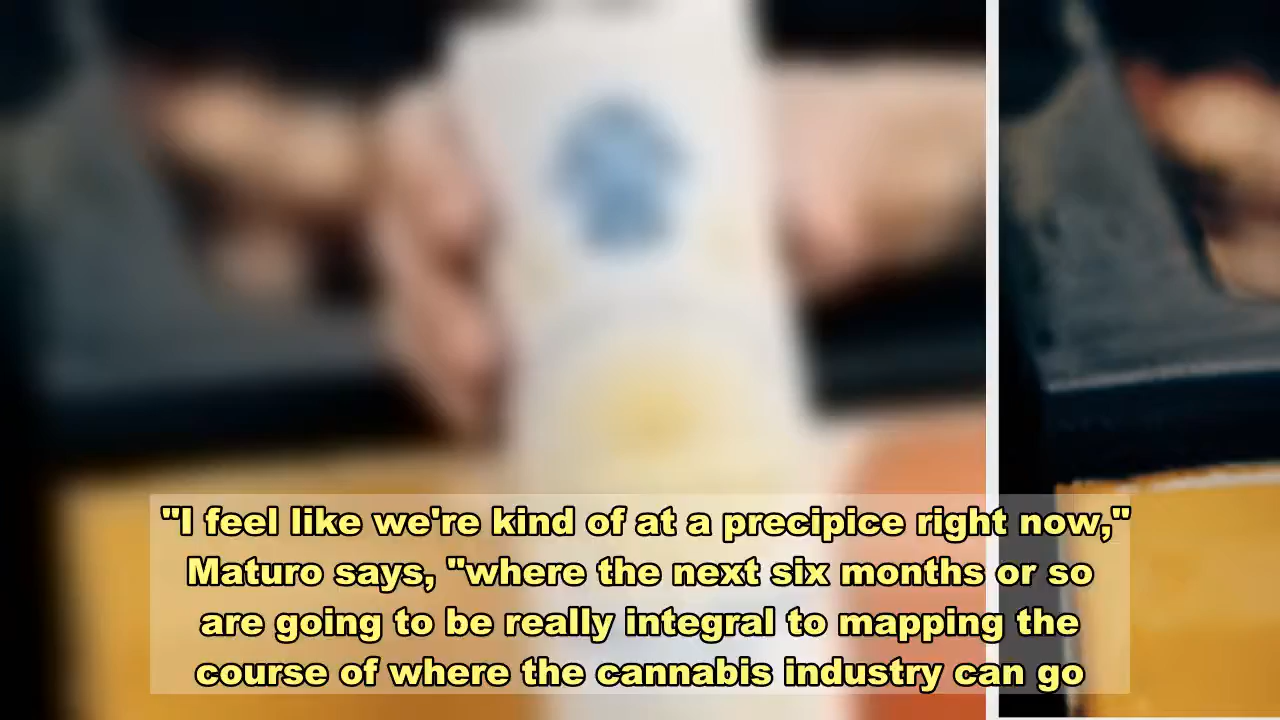 "I feel like we're kind of at a precipice right now,"
Maturo says, "where the next six months or so
are going to be really integral to mapping the
course of where the cannabis industry can go